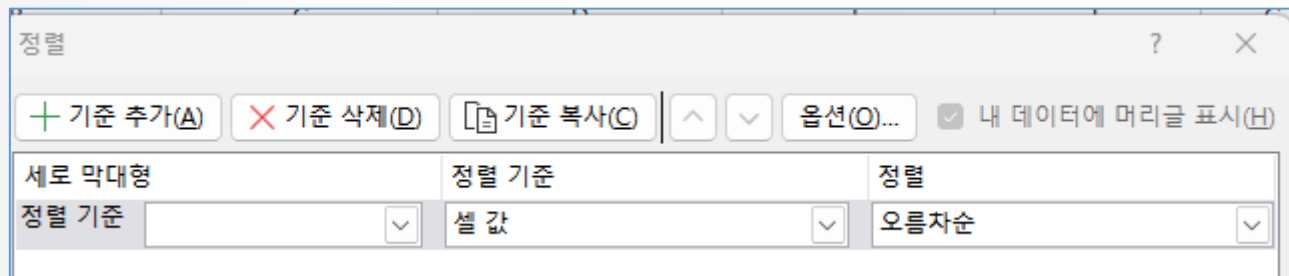 정렬 ?
기준 추가(A) 기준 삭제(D) 기준 복사(C) 옵션(O)... 내 데이터에 머리글 표시(H)
세로 막대형 정렬 기준 정렬
정렬 기준 셀 값 오름차순